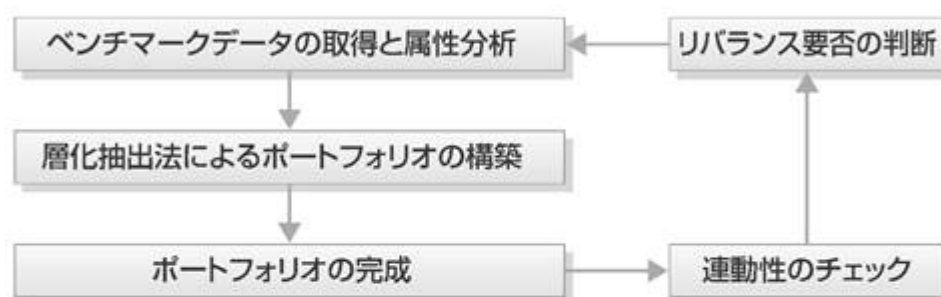 ベンチマークデータの取得と属性分析
リバランス要否の判断
層化抽出法によるポートフォリオの構築
ポートフォリオの完成
連動性のチェック